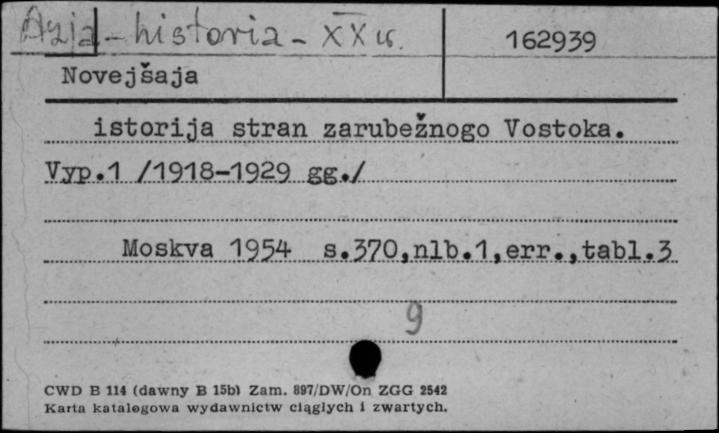 Azja - historia - XX w. 162939
Novejšaja
istorija stran zarubežnogo Vostoka.
Vyp.1 /1918-1929 gg./
Moskva 1954 s.370,nlb.1,err.,tabl.3
9
CWD B 114 (dawny B 15b) Zam. 897/DW/On ZGG 2542
Karta katalogowa wydawnictw ciągłych i zwartych.